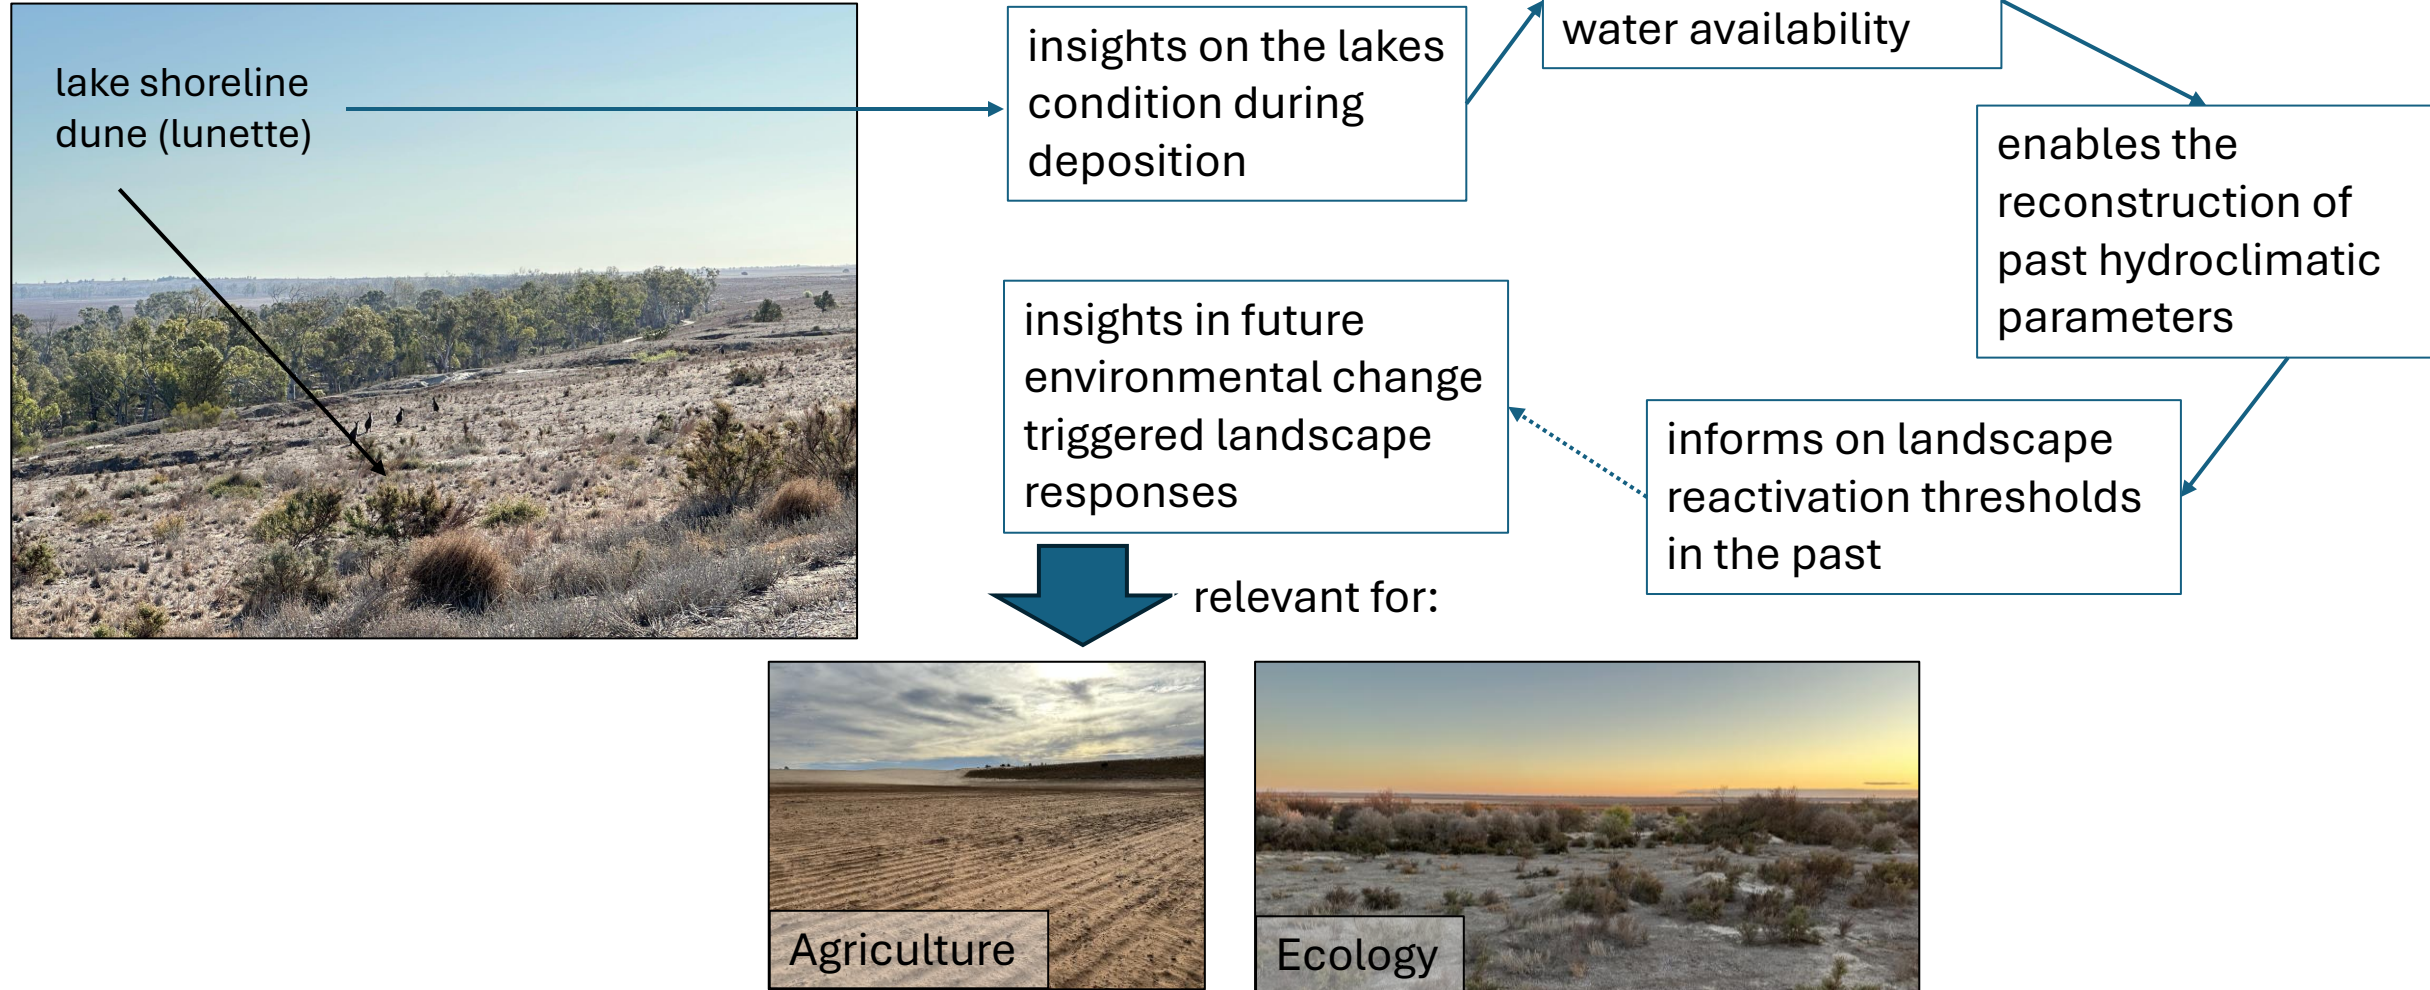 lake shoreline
dune (lunette)
insights on the lakes
condition during
deposition
water availability
enables the
reconstruction of
past hydroclimatic
parameters
informs on landscape
reactivation thresholds
in the past
insights in future
environmental change
triggered landscape
responses
relevant for:
Agriculture
Ecology